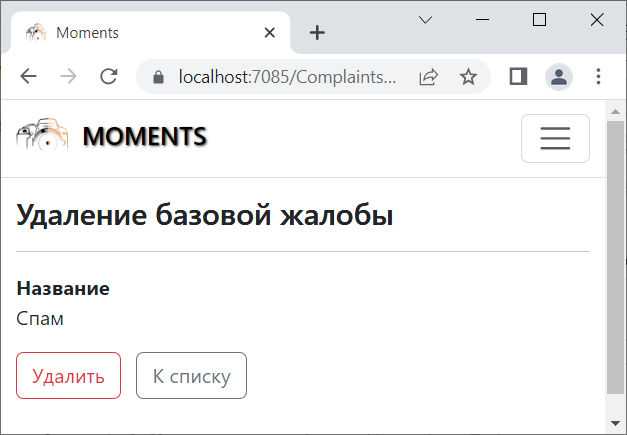 Moments
localhost:7085/Complaints...
MOMENTS
Удаление базовой жалобы
Название
Спам
Удалить
К списку